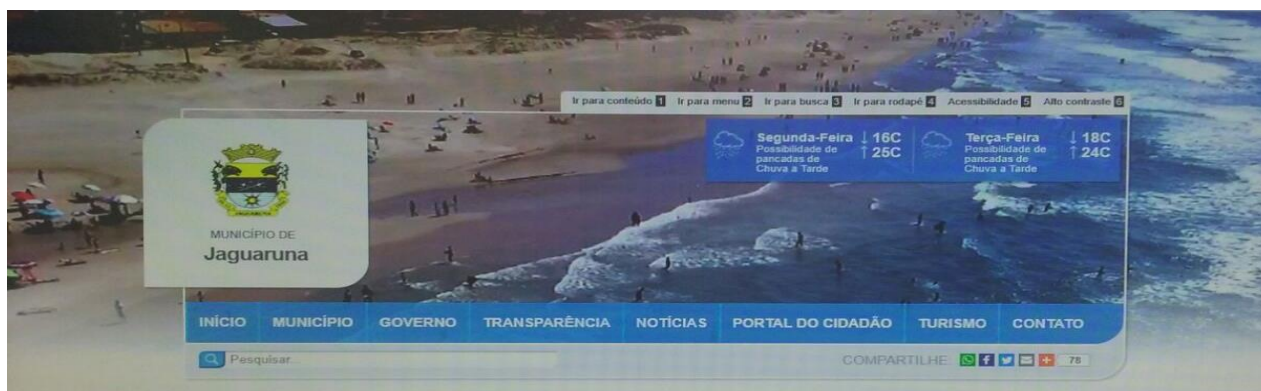 Ir para conteúdo 1 Ir para menu 2 Ir para busca 3 Ir para rodapé 4 Acessibilidade 5 Alto contraste 6
Segunda-Feira ↓ 16C
Possibilidade de ↑ 25C
pancadas de
Chuva a Tarde
Terça-Feira ↓ 18C
Possibilidade de ↑ 24C
pancadas de
Chuva a Tarde
MUNICÍPIO DE
Jaguaruna
INÍCIO MUNICÍPIO GOVERNO TRANSPARÊNCIA NOTÍCIAS PORTAL DO CIDADÃO TURISMO CONTATO
Pesquisar...
COMPARTILHE: 78